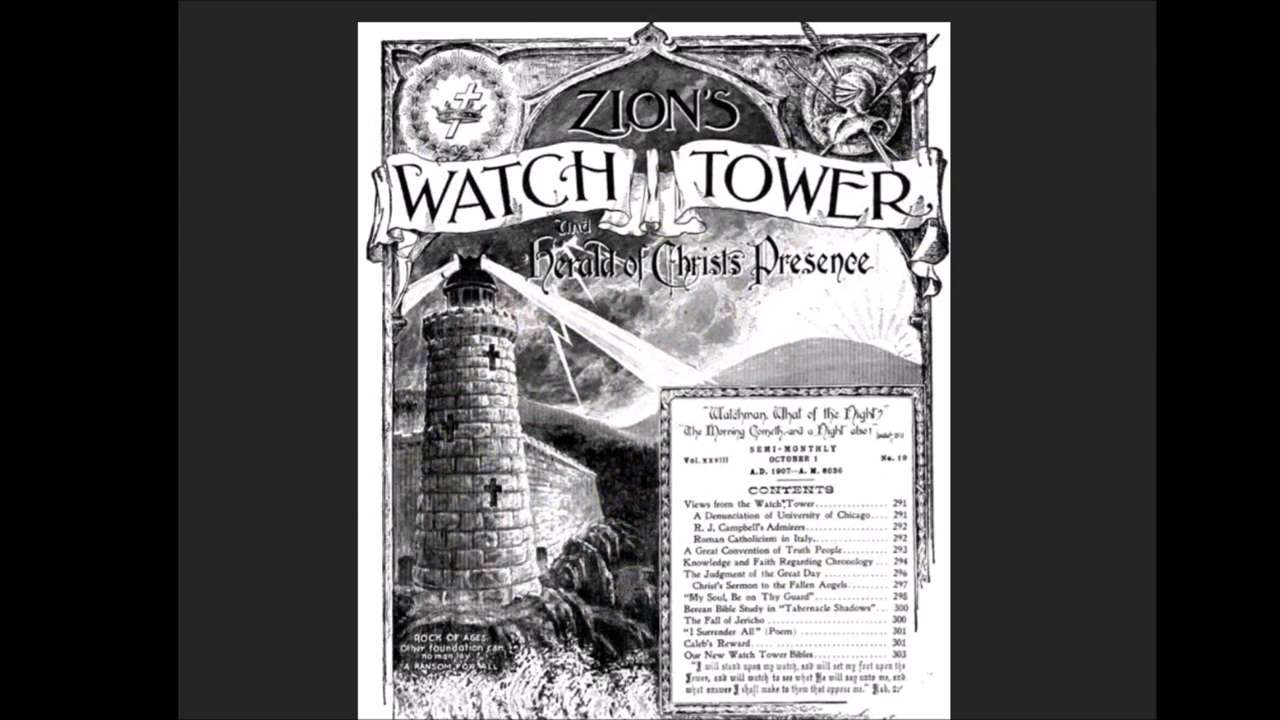 ZION'S
WATCH TOWER
and
Herald of Christ's Presence
"Watchman, What of the Night?"
"The Morning Cometh, and a Night also!"
SEMI-MONTHLY
Vol. XXVIII OCTOBER 1 No. 19
A.D. 1907—A. M. 6036
CONTENTS
Views from the Watch Tower 291
A Denunciation of University of Chicago 291
R. J. Campbell's Admirers 292
Roman Catholicism in Italy 292
A Great Convention of Truth People 293
Knowledge and Faith Regarding Chronology 294
The Judgment of the Great Day 296
Christ's Sermon to the Fallen Angels 297
"My Soul, Be on Thy Guard" 298
Berean Bible Study in "Tabernacle Shadows" 300
The Fall of Jericho 300
"I Surrender All" (Poem) 301
Caleb's Reward 301
Our New Watch Tower Bibles 303
"I will stand upon my watch, and will set my foot upon the
Tower, and will watch to see what He will say unto me, and
what answer I shall make to them that oppose me." Hab. 2:1
ROCK OF AGES
Other foundation can
no man lay
A RANSOM FOR ALL